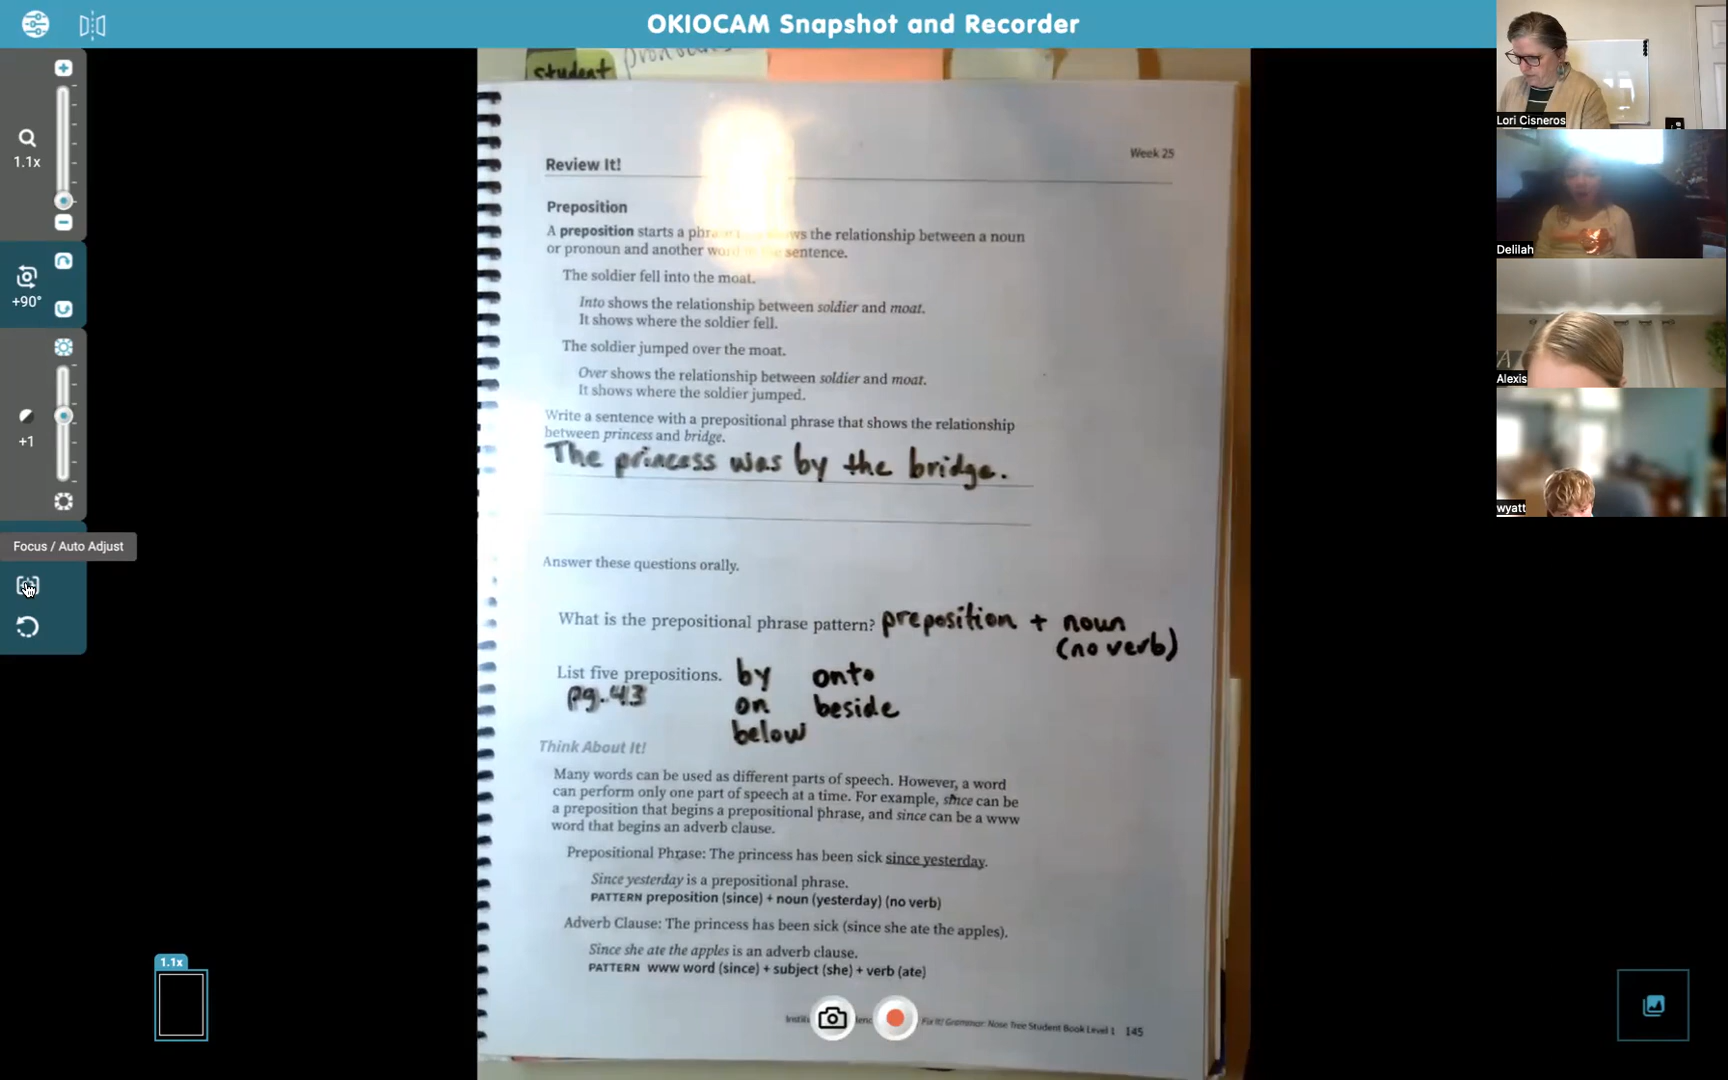 OKIOCAM Snapshot and Recorder
1.1x
+90°
+1
Focus / Auto Adjust
1.1x
student
Week 25
Review It!
Preposition
A preposition starts a the relationship between a noun
or pronoun and another sentence.
The soldier fell into the moat.
Into shows the relationship between soldier and moat.
It shows where the soldier fell.
The soldier jumped over the moat.
Over shows the relationship between soldier and moat.
It shows where the soldier jumped.
Write a sentence with a prepositional phrase that shows the relationship
between princess and bridge.
The princess was by the bridge.
Answer these questions orally.
What is the prepositional phrase pattern? preposition + noun
(no verb)
List five prepositions. by onto
pg. 43 on beside
below
Think About It!
Many words can be used as different parts of speech. However, a word
can perform only one part of speech at a time. For example, since can be
a preposition that begins a prepositional phrase, and since can be a www
word that begins an adverb clause.
Prepositional Phrase: The princess has been sick since yesterday.
Since yesterday is a prepositional phrase.
PATTERN preposition (since) + noun (yesterday) (no verb)
Adverb Clause: The princess has been sick (since she ate the apples).
Since she ate the apples is an adverb clause.
PATTERN www word (since) + subject (she) + verb (ate)
Fix It! Grammar: Nose Tree Student Book Level 1 145
Lori Cisneros
Delilah
Alexis
wyatt